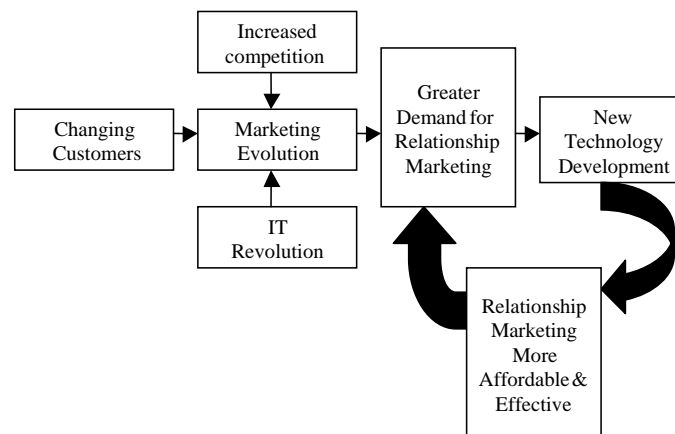 Increased
competition
Changing
Customers
Marketing
Evolution
IT
Revolution
Greater
Demand for
Relationship
Marketing
New
Technology
Development
Relationship
Marketing
More
Affordable &
Effective